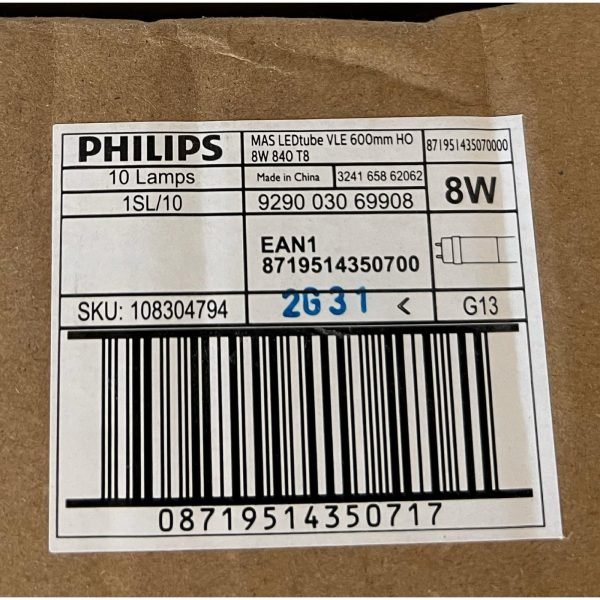 PHILIPS
MAS LEDtube VLE 600mm HO
8W 840 T8
871951435070000
10 Lamps
Made in China
3241 658 62062
8W
1SL/10
9290 030 69908
EAN1
8719514350700
SKU: 108304794
2G31 <
G13
08719514350717